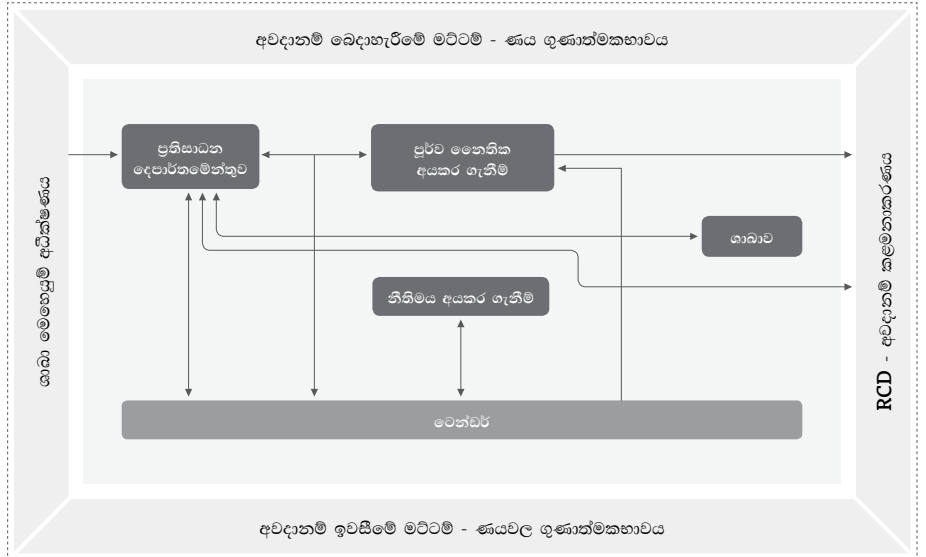 අවදානම් බෙදාහැරීමේ මට්ටම් - ණය ගුණාත්මකභාවය
ශාඛා මෙහෙයුම් අධීක්ෂණය
ප්‍රතිසාධන
දෙපාර්තමේන්තුව
පූර්ව නෛතික
අයකර ගැනීම්
ශාඛාව
නීතිමය අයකර ගැනීම්
ටෙන්ඩර්
RCD - අවදානම් කළමනාකරණය
අවදානම් ඉවසීමේ මට්ටම් - ණයවල ගුණාත්මකභාවය